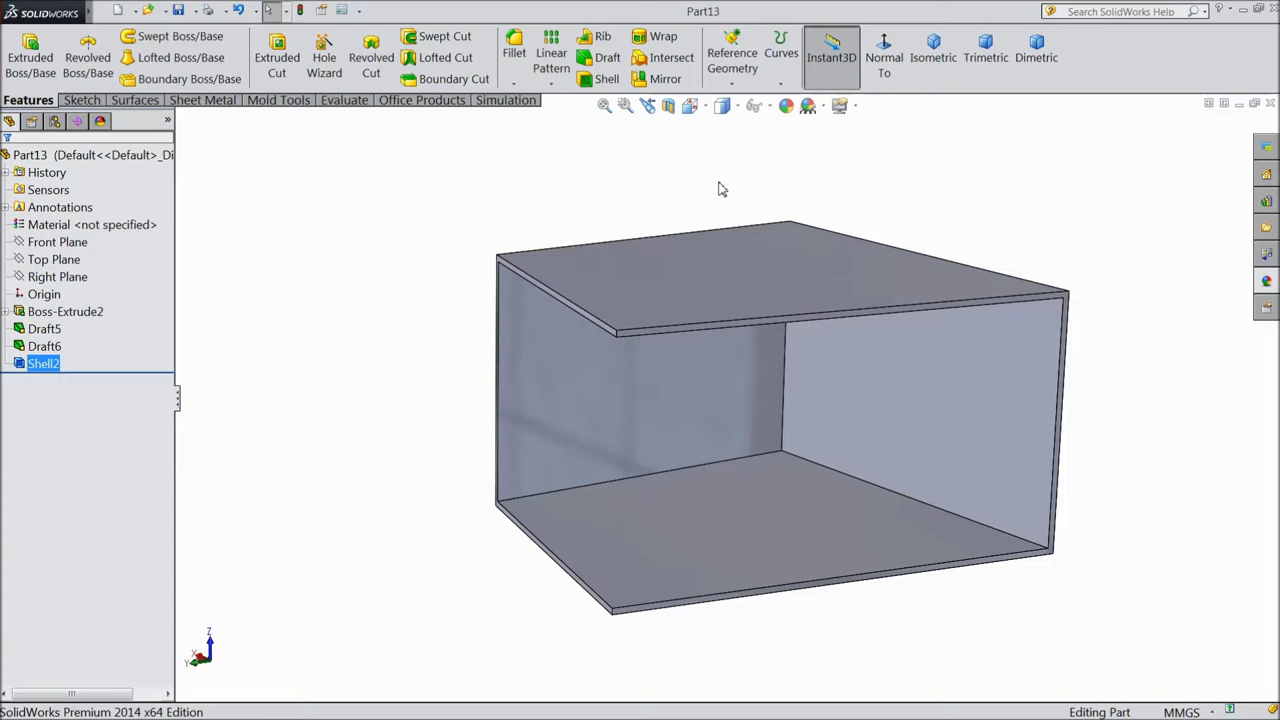 SOLIDWORKS
Part13
Search SolidWorks Help
Extruded Boss/Base
Revolved Boss/Base
Swept Boss/Base
Lofted Boss/Base
Boundary Boss/Base
Extruded Cut
Hole Wizard
Revolved Cut
Swept Cut
Lofted Cut
Boundary Cut
Fillet
Linear Pattern
Rib
Draft
Shell
Wrap
Intersect
Mirror
Reference Geometry
Curves
Instant3D
Normal To
Isometric
Trimetric
Dimetric
Features Sketch Surfaces Sheet Metal Mold Tools Evaluate Office Products Simulation
Part13 (Default<<Default>_Di
History
Sensors
Annotations
Material <not specified>
Front Plane
Top Plane
Right Plane
Origin
Boss-Extrude2
Draft5
Draft6
Shell2
Z
X
Y
SolidWorks Premium 2014 x64 Edition
Editing Part
MMGS